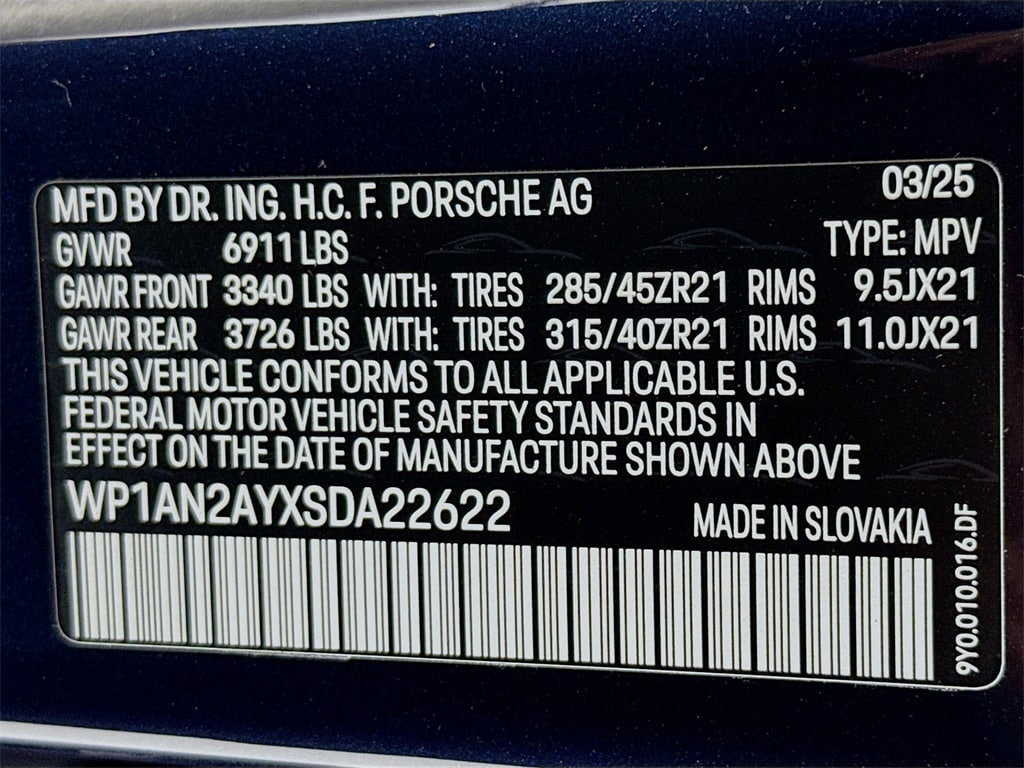 MFD BY DR. ING. H.C. F. PORSCHE AG 03/25
GVWR 6911 LBS TYPE: MPV
GAWR FRONT 3340 LBS WITH: TIRES 285/45ZR21 RIMS 9.5JX21
GAWR REAR 3726 LBS WITH: TIRES 315/40ZR21 RIMS 11.0JX21
THIS VEHICLE CONFORMS TO ALL APPLICABLE U.S.
FEDERAL MOTOR VEHICLE SAFETY STANDARDS IN
EFFECT ON THE DATE OF MANUFACTURE SHOWN ABOVE
WP1AN2AYXSDA22622 MADE IN SLOVAKIA
9Y0.010.016.DF